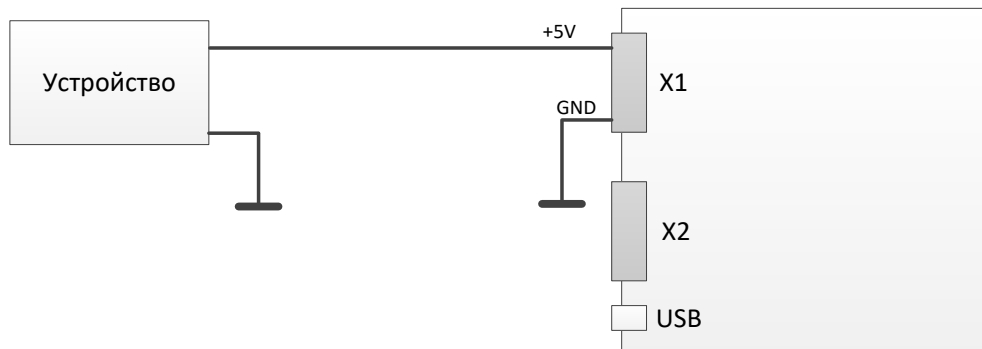 +5V
Устройство
X1
GND
X2
USB